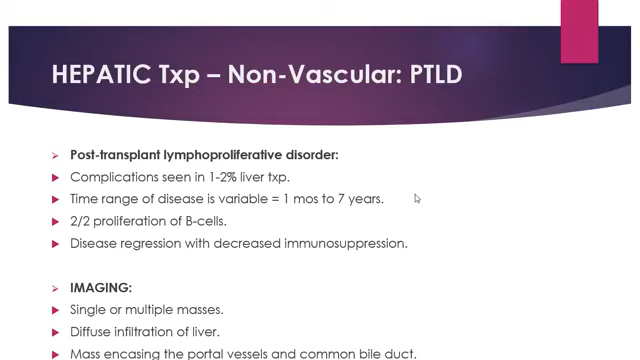 HEPATIC Txp – Non-Vascular: PTLD
Post-transplant lymphoproliferative disorder:
Complications seen in 1-2% liver txp.
Time range of disease is variable = 1 mos to 7 years.
2/2 proliferation of B-cells.
Disease regression with decreased immunosuppression.
IMAGING:
Single or multiple masses.
Diffuse infiltration of liver.
Mass encasing the portal vessels and common bile duct.